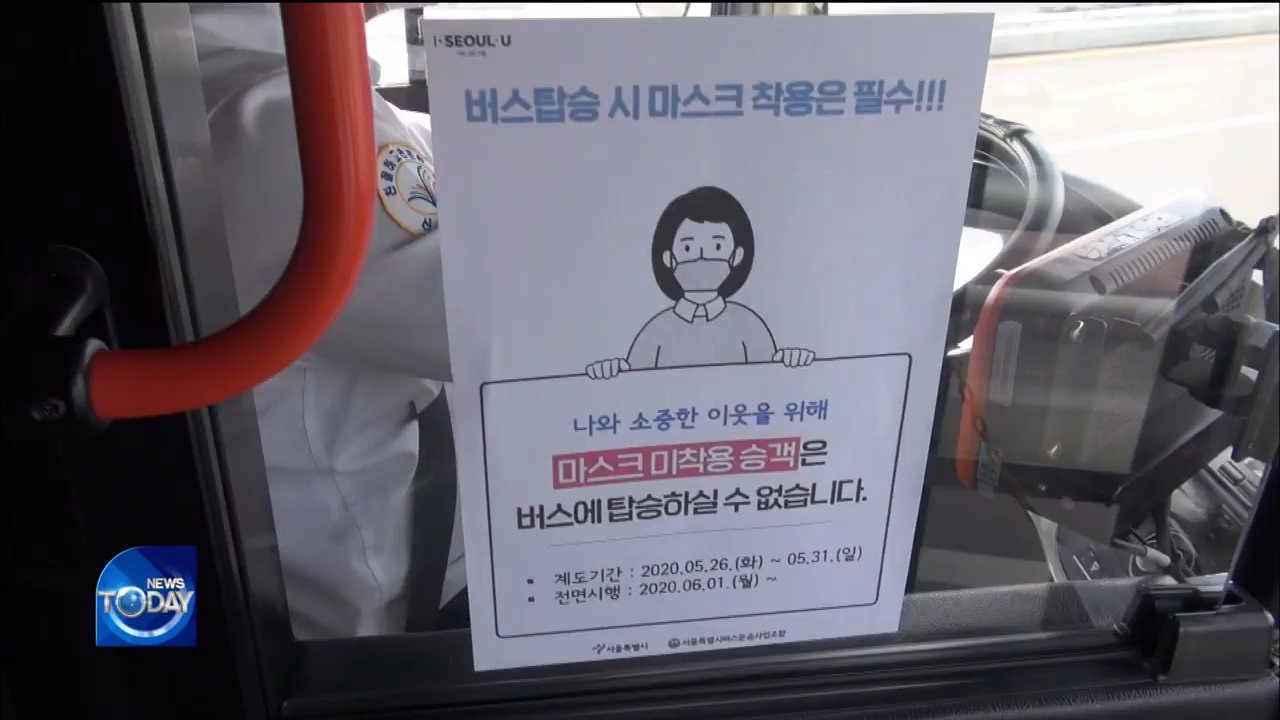 I·SEOUL·U
버스탑승 시 마스크 착용은 필수!!!
나와 소중한 이웃을 위해
마스크 미착용 승객은
버스에 탑승하실 수 없습니다.
▪ 계도기간 : 2020.05.26.(화) ~ 05.31.(일)
▪ 전면시행 : 2020.06.01.(월) ~
서울특별시 서울특별시버스운송사업조합
NEWS
TODAY